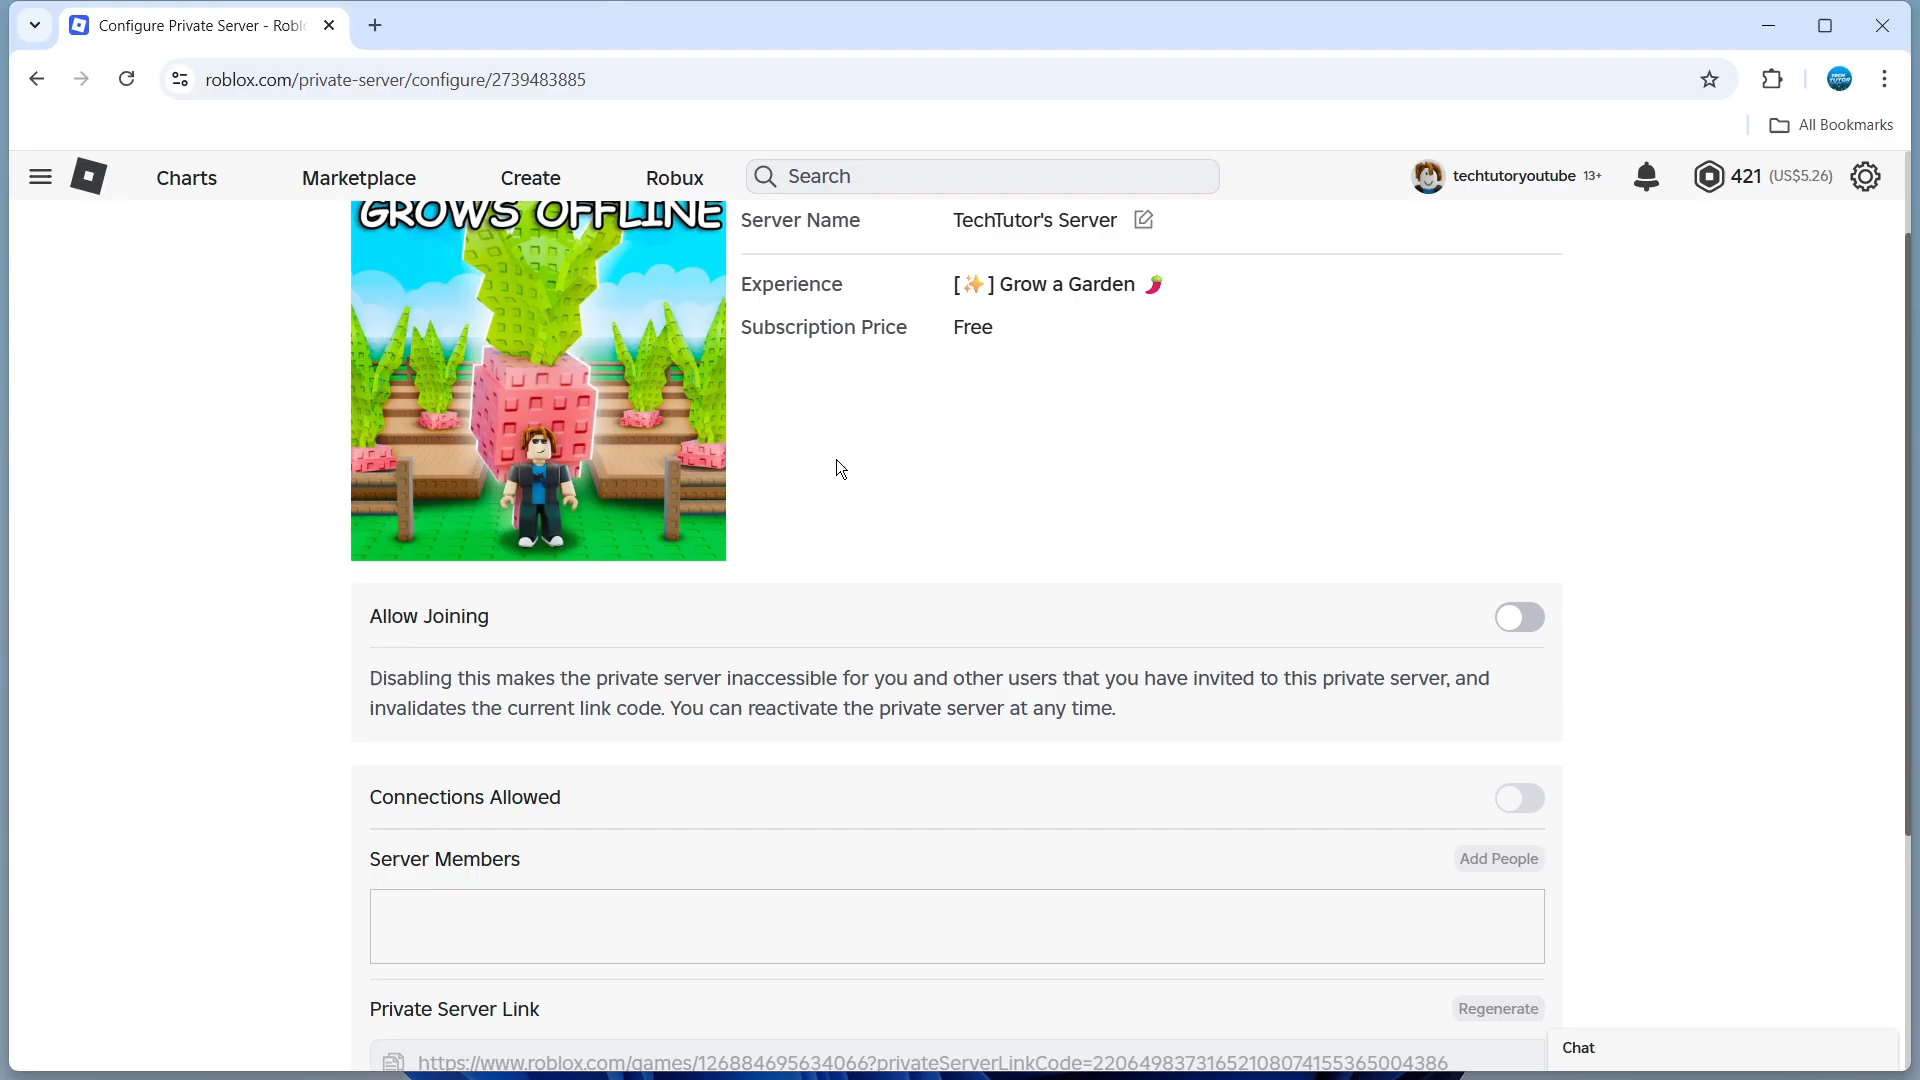 Configure Private Server - Roblo
roblox.com/private-server/configure/2739483885
All Bookmarks
Charts
Marketplace
Create
Robux
Search
techtutoryoutube 13+
421 (US$5.26)
GROWS OFFLINE
Server Name
TechTutor's Server
Experience
[✨] Grow a Garden 🌶️
Subscription Price
Free
Allow Joining
Disabling this makes the private server inaccessible for you and other users that you have invited to this private server, and
invalidates the current link code. You can reactivate the private server at any time.
Connections Allowed
Server Members
Add People
Private Server Link
Regenerate
https://www.roblox.com/games/126884695634066?privateServerLinkCode=22064983731652108074155365004386
Chat